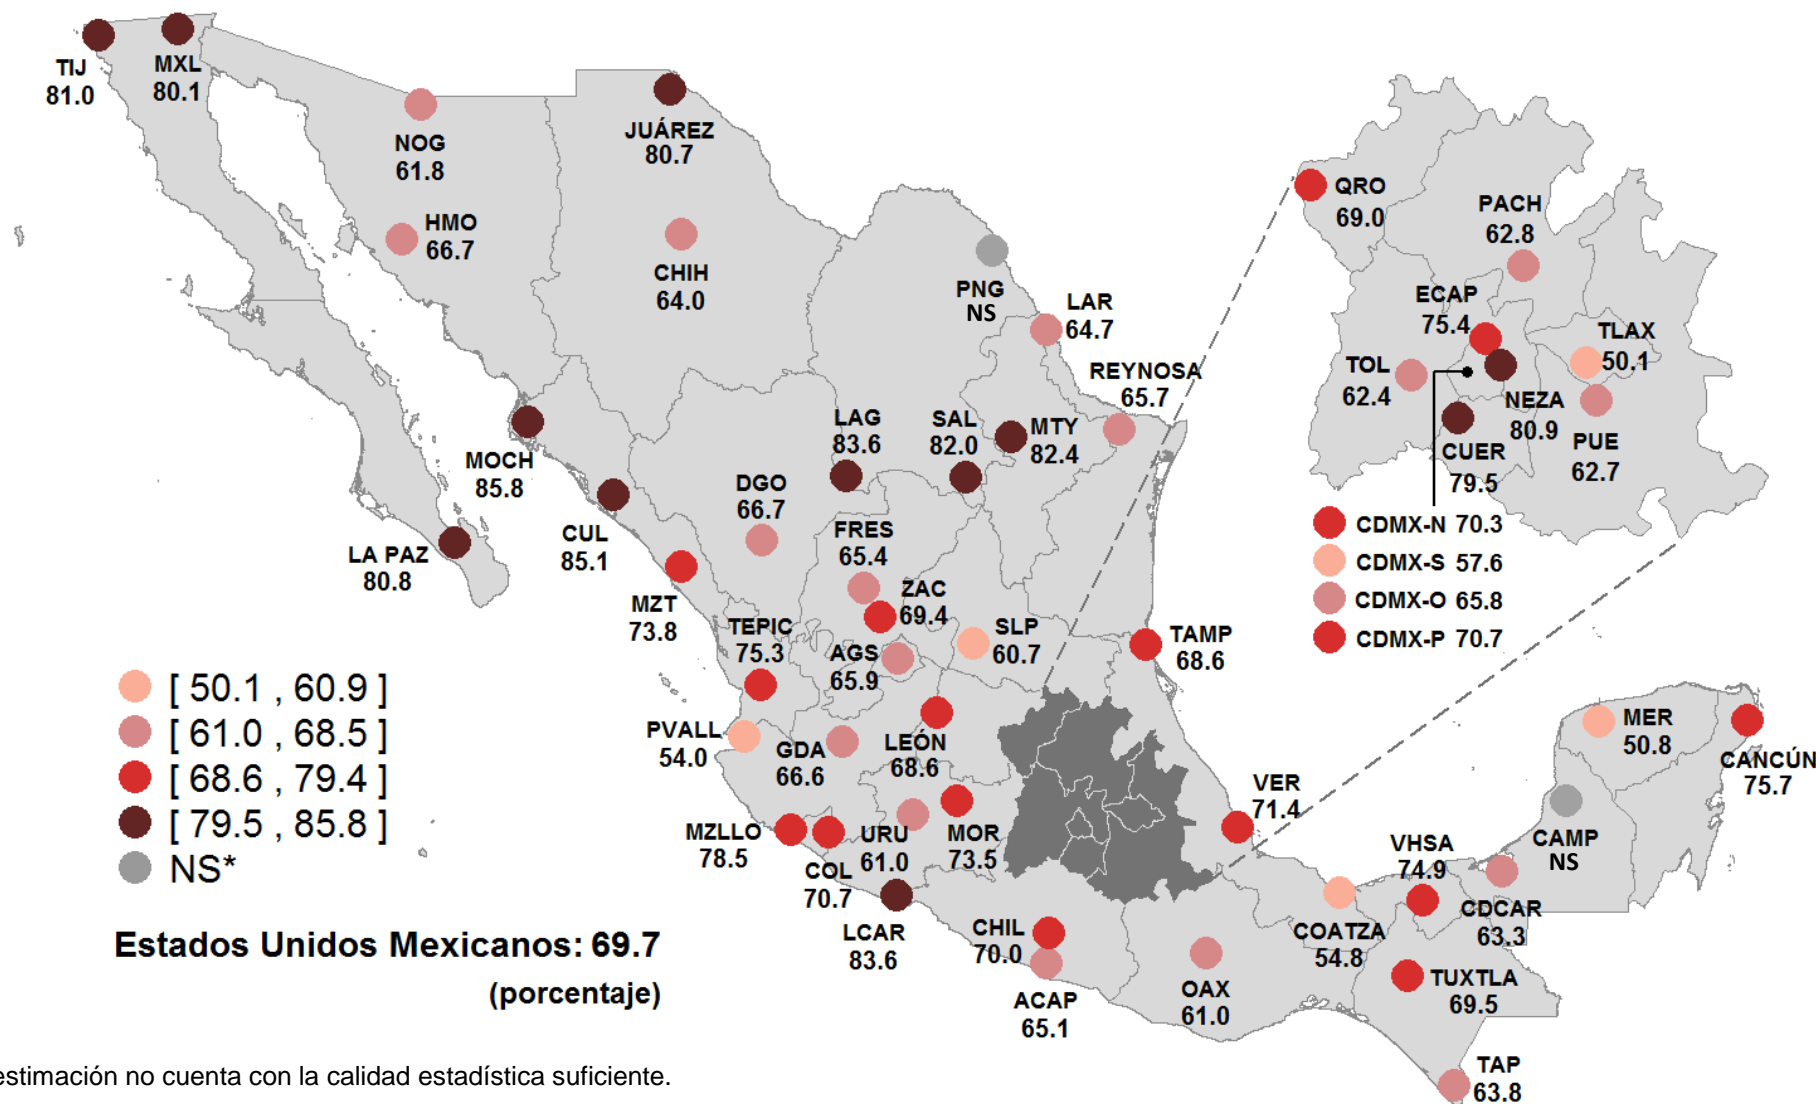 TIJ
81.0
MXL
80.1
NOG
61.8
HMO
66.7
JUÁREZ
80.7
CHIH
64.0
PNG
NS
LAR
64.7
REYNOSA
65.7
MOCH
85.8
LA PAZ
80.8
CUL
85.1
MZT
73.8
DGO
66.7
LAG
83.6
SAL
82.0
MTY
82.4
FRES
65.4
ZAC
69.4
SLP
60.7
TAMP
68.6
TEPIC
75.3
AGS
65.9
PVALL
54.0
GDA
66.6
LEÓN
68.6
MZLLO
78.5
COL
70.7
URU
61.0
MOR
73.5
LCAR
83.6
CHIL
70.0
ACAP
65.1
OAX
61.0
VER
71.4
COATZA
54.8
VHSA
74.9
CDCAR
63.3
TUXTLA
69.5
TAP
63.8
CAMP
NS
MER
50.8
CANCÚN
75.7
QRO
69.0
PACH
62.8
ECAP
75.4
TLAX
50.1
TOL
62.4
NEZA
80.9
PUE
62.7
CUER
79.5
CDMX-N 70.3
CDMX-S 57.6
CDMX-O 65.8
CDMX-P 70.7
[ 50.1 , 60.9 ]
[ 61.0 , 68.5 ]
[ 68.6 , 79.4 ]
[ 79.5 , 85.8 ]
NS*
Estados Unidos Mexicanos: 69.7
(porcentaje)
estimación no cuenta con la calidad estadística suficiente.